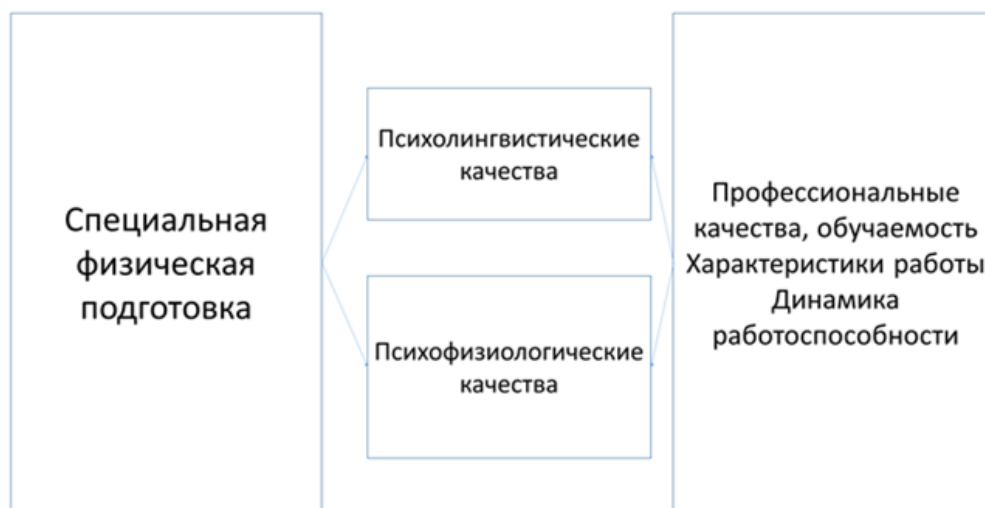 Специальная
физическая
подготовка
Психолингвистические
качества
Психофизиологические
качества
Профессиональные
качества, обучаемость
Характеристики работы
Динамика
работоспособности